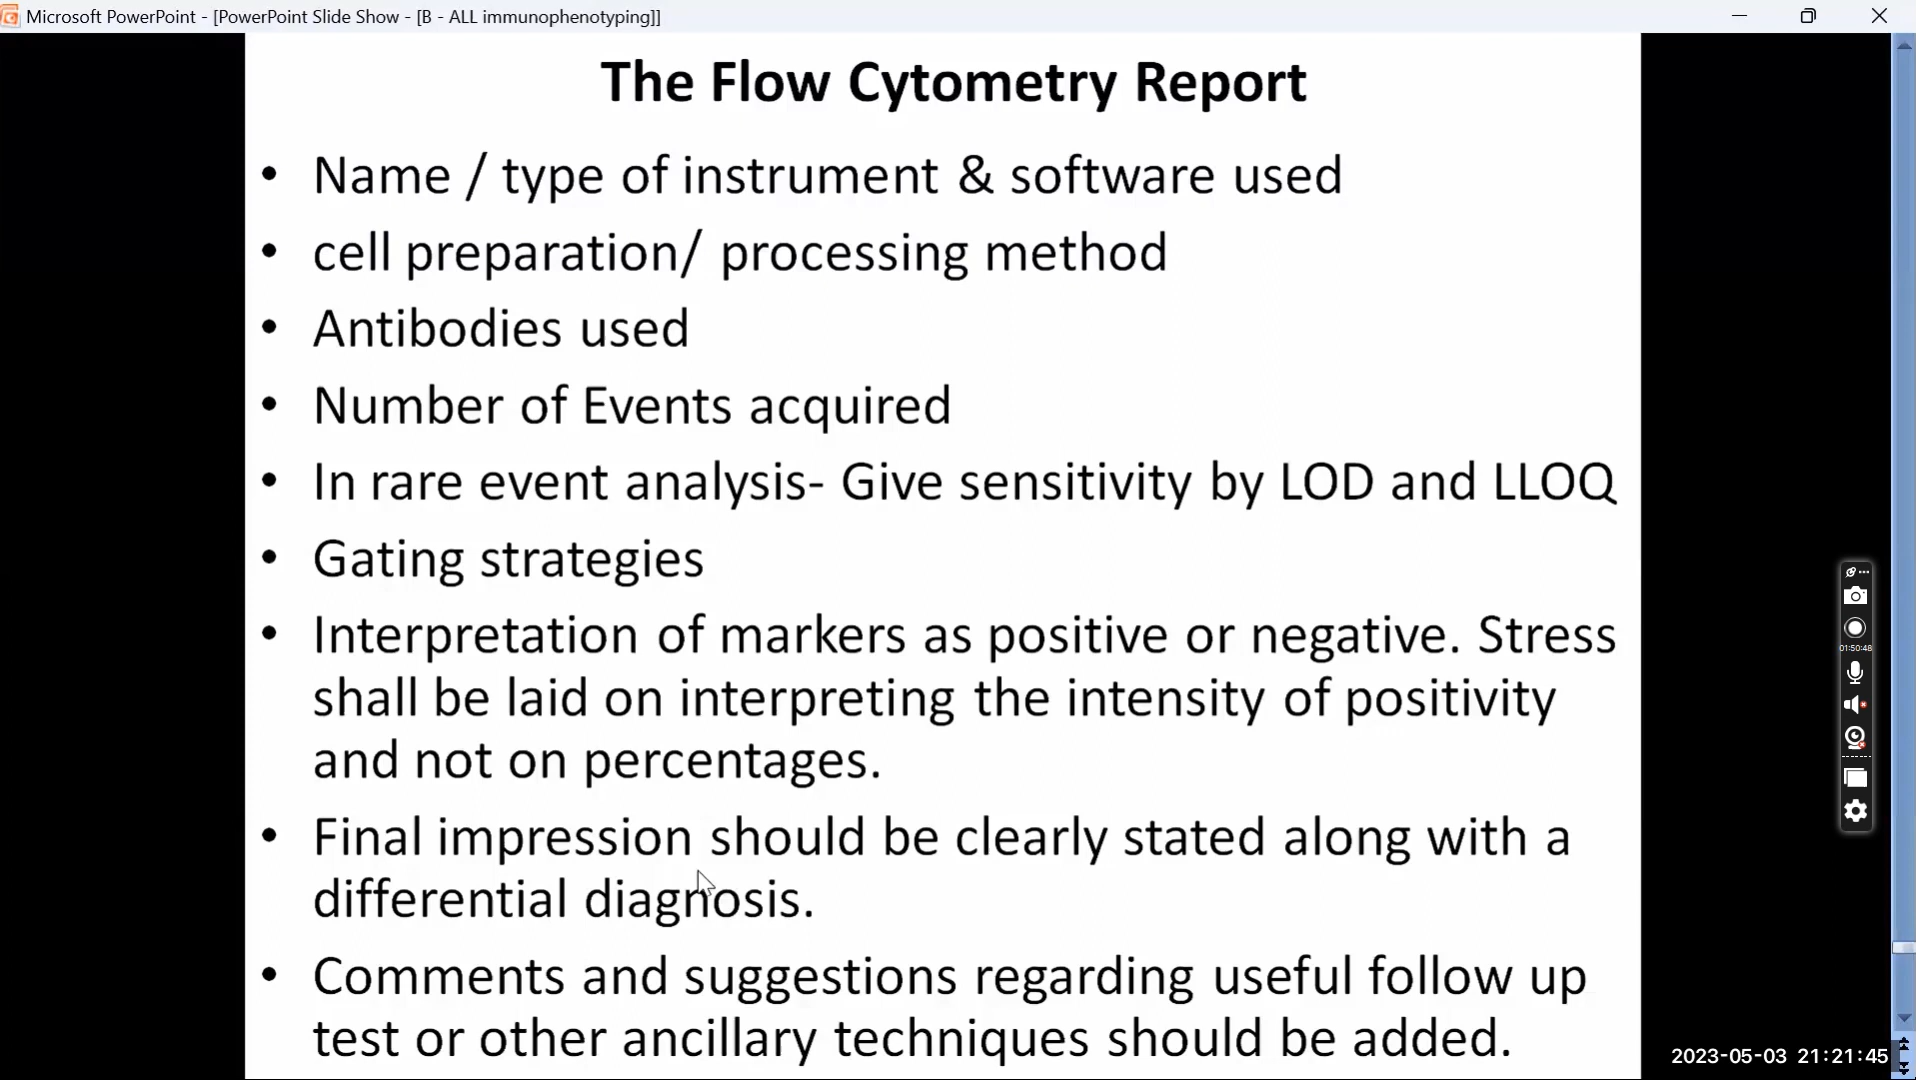 Microsoft PowerPoint - [PowerPoint Slide Show - [B - ALL immunophenotyping]]
The Flow Cytometry Report
• Name / type of instrument & software used
• cell preparation/ processing method
• Antibodies used
• Number of Events acquired
• In rare event analysis- Give sensitivity by LOD and LLOQ
• Gating strategies
• Interpretation of markers as positive or negative. Stress
shall be laid on interpreting the intensity of positivity
and not on percentages.
• Final impression should be clearly stated along with a
differential diagnosis.
• Comments and suggestions regarding useful follow up
test or other ancillary techniques should be added.
01:50:48
2023-05-03 21:21:45